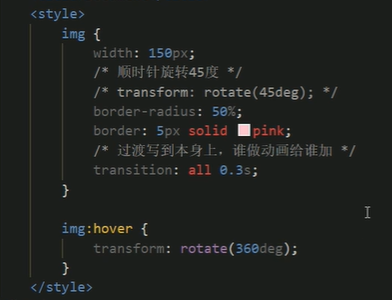 <style>
img {
width: 150px;
/* 顺时针旋转45度 */
/* transform: rotate(45deg); */
border-radius: 50%;
border: 5px solid pink;
/* 过渡写到本身上，谁做动画给谁加 */
transition: all 0.3s;
}
img:hover {
transform: rotate(360deg);
}
</style>